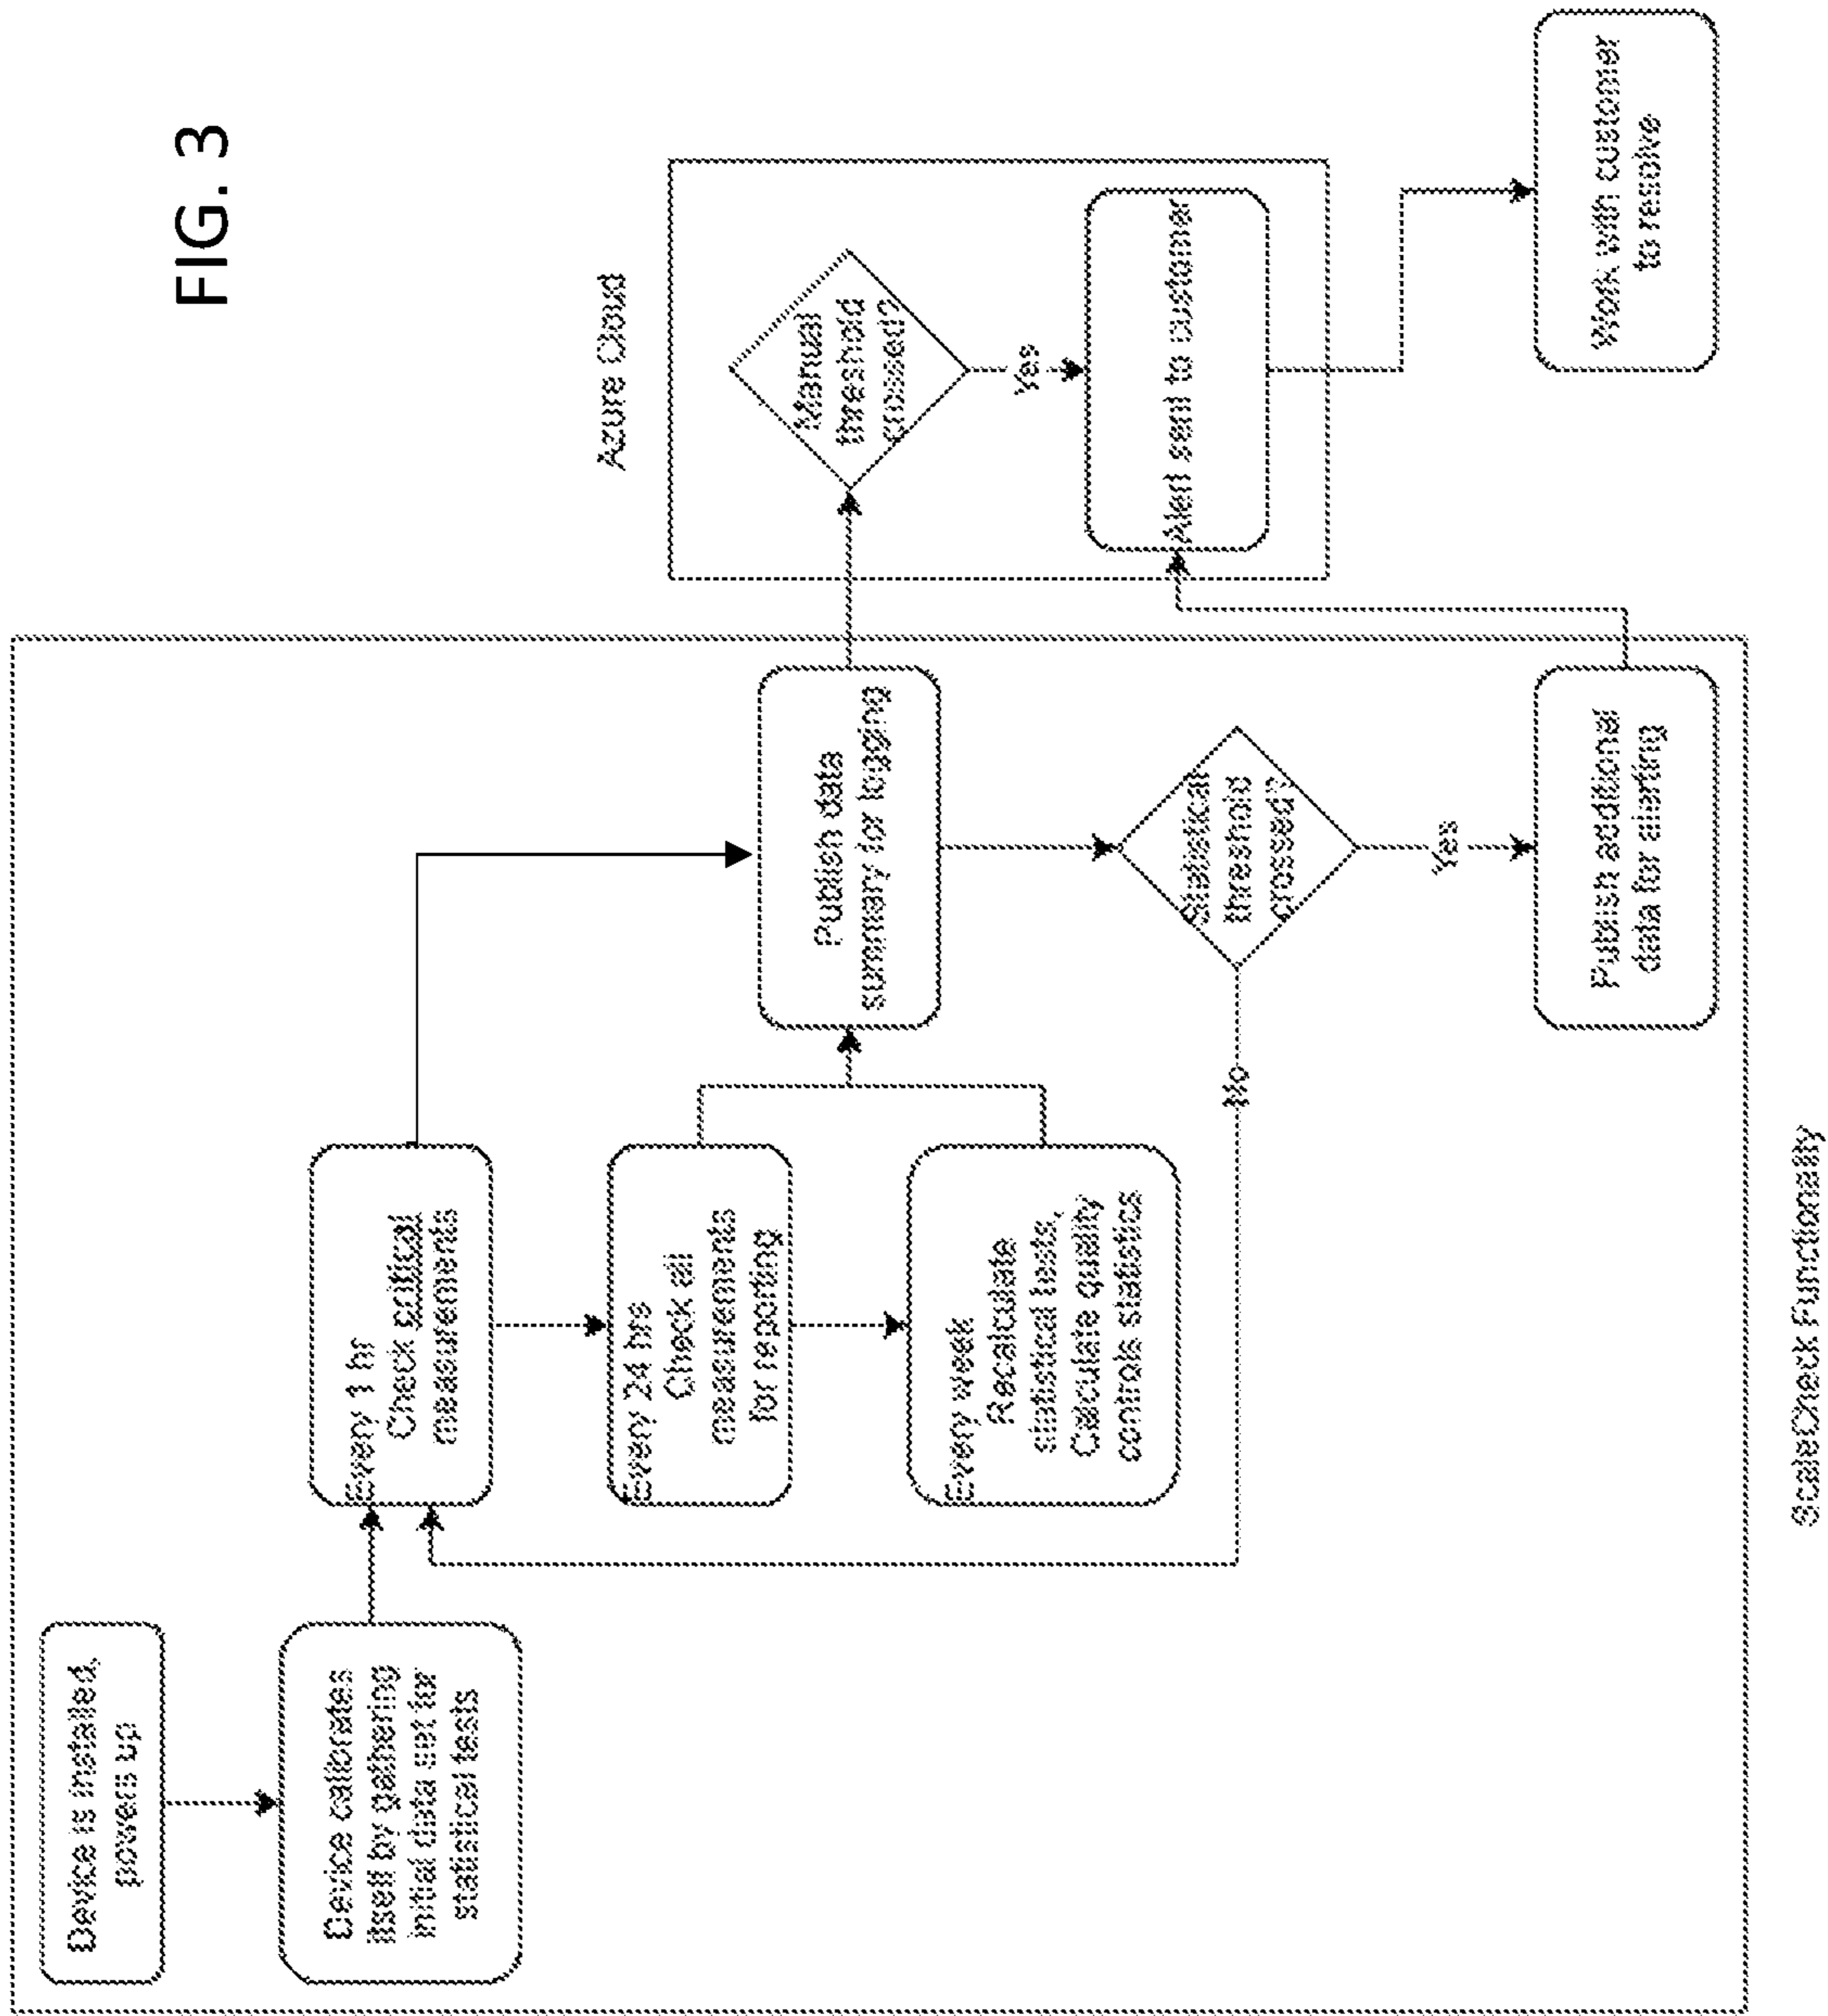 FIG. 3
Device is installed,
powers up
Device calibrates
itself by gathering
initial data set for
statistical tests
Every 1 hr
Check critical
measurements
Every 24 hrs
Check all
measurements
for reporting
Every week
Recalculate
statistical tests,
Calculate quality
controls statistics
Publish data
summary for logging
Statistical
threshold
crossed?
No
Yes
Publish additional
data for alerting
Azure Cloud
Manual
threshold
crossed?
Yes
Alert sent to customer
Work with customer
to resolve
ScaleCheck Functionality